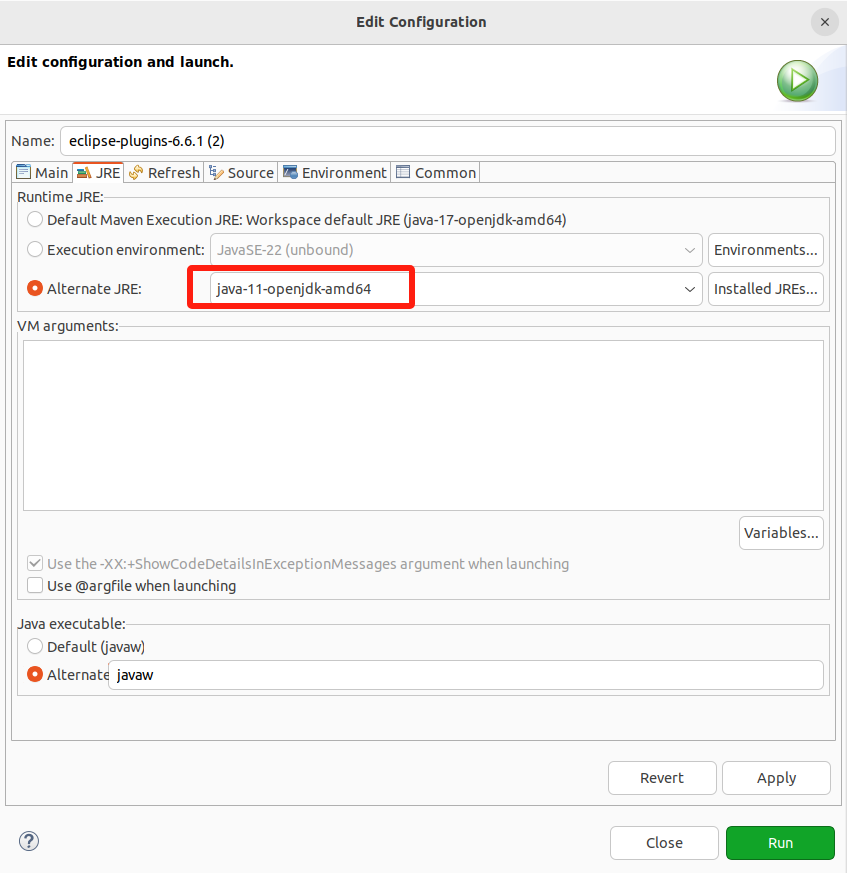 Edit Configuration
Edit configuration and launch.
Name: eclipse-plugins-6.6.1 (2)
Main JRE Refresh Source Environment Common
Runtime JRE:
Default Maven Execution JRE: Workspace default JRE (java-17-openjdk-amd64)
Execution environment: JavaSE-22 (unbound) Environments...
Alternate JRE: java-11-openjdk-amd64 Installed JREs...
VM arguments:
Variables...
Use the -XX:+ShowCodeDetailsInExceptionMessages argument when launching
Use @argfile when launching
Java executable:
Default (javaw)
Alternate javaw
Revert Apply
? Close Run